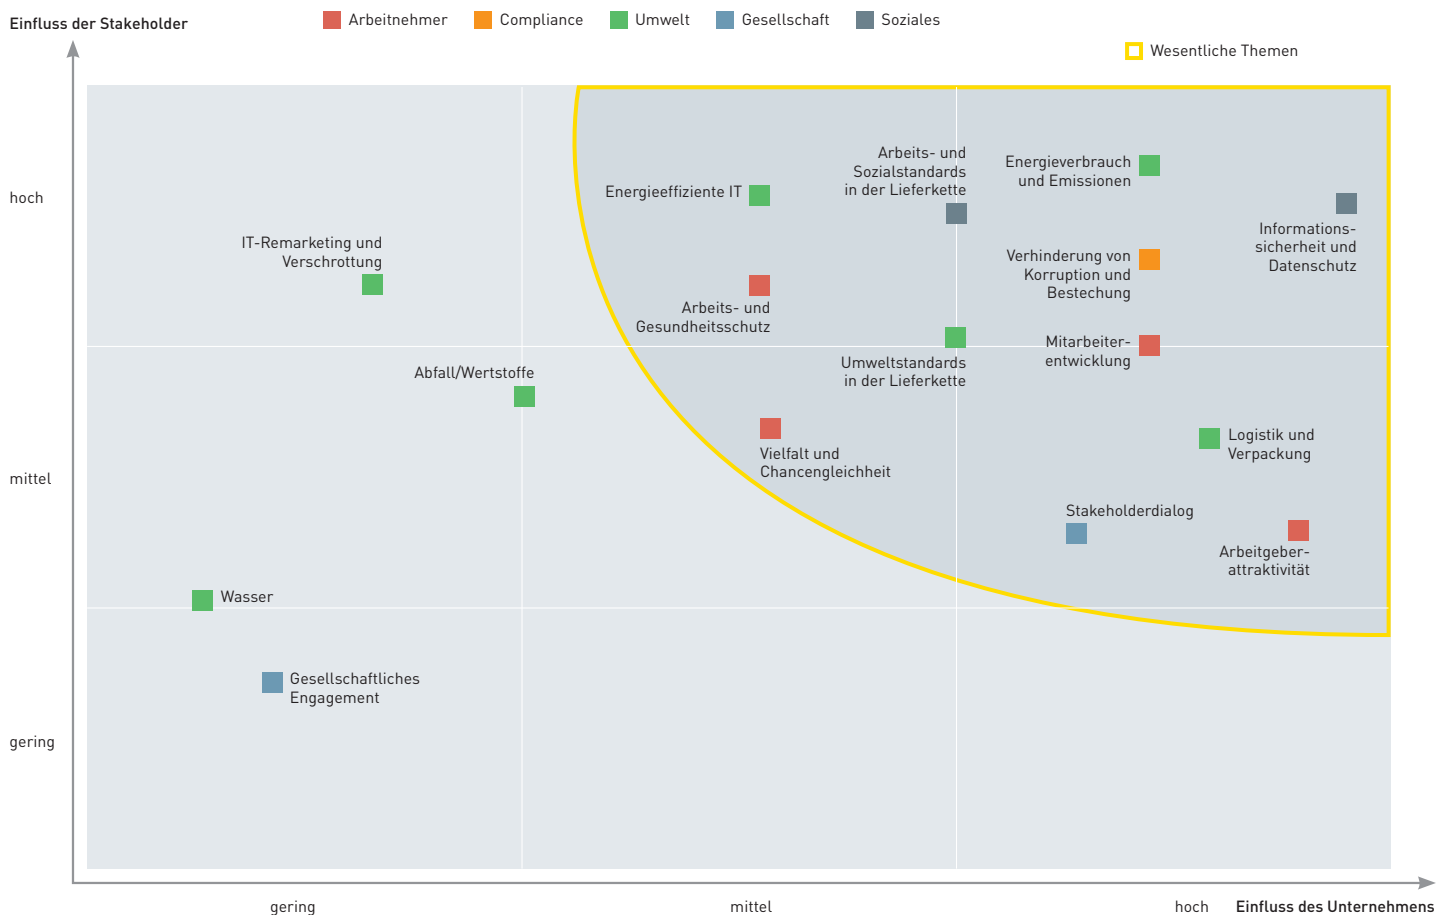 Einfluss der Stakeholder
Arbeitnehmer
Compliance
Umwelt
Gesellschaft
Soziales
Wesentliche Themen
hoch
mittel
gering
Arbeits- und
Sozialstandards
in der Lieferkette
Energieverbrauch
und Emissionen
Energieeffiziente IT
Informations-
sicherheit und
Datenschutz
IT-Remarketing und
Verschrottung
Verhinderung von
Korruption und
Bestechung
Arbeits- und
Gesundheitsschutz
Mitarbeiter-
entwicklung
Umweltstandards
in der Lieferkette
Abfall/Wertstoffe
Logistik und
Verpackung
Vielfalt und
Chancengleichheit
Stakeholderdialog
Arbeitgeber-
attraktivität
Wasser
Gesellschaftliches
Engagement
gering
mittel
hoch
Einfluss des Unternehmens